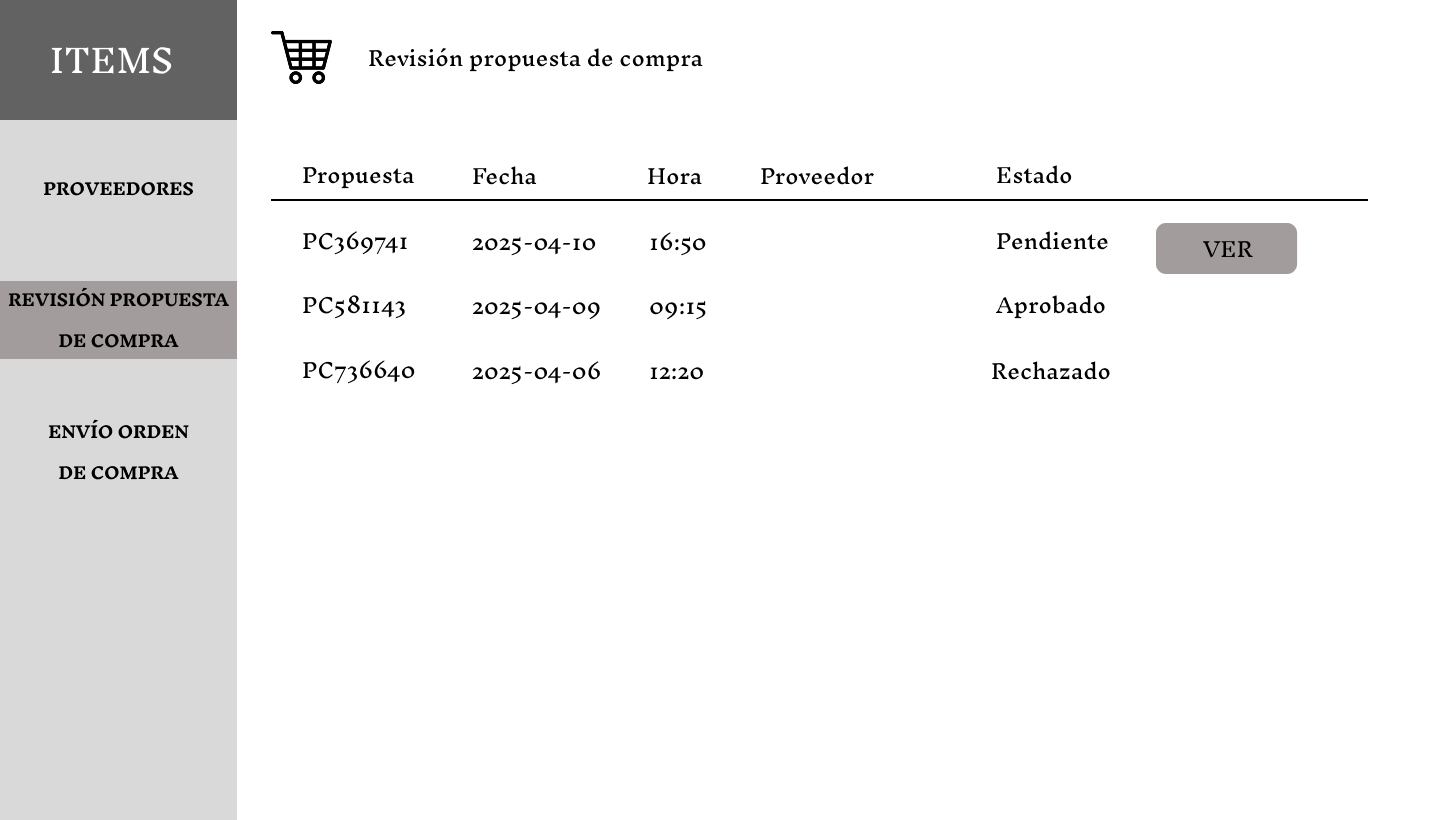 ITEMS
PROVEEDORES
REVISIÓN PROPUESTA
DE COMPRA
ENVÍO ORDEN
DE COMPRA
Revisión propuesta de compra
Propuesta Fecha Hora Proveedor Estado
PC369741 2025-04-10 16:50 Pendiente VER
PC581143 2025-04-09 09:15 Aprobado
PC736640 2025-04-06 12:20 Rechazado